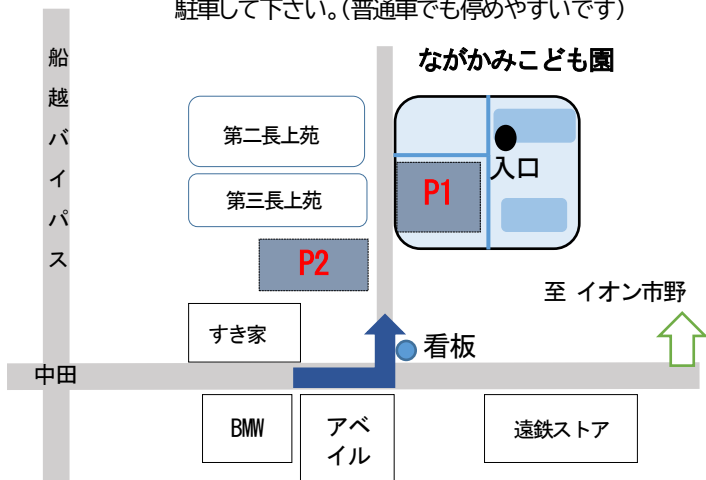 駐車して下さい。(普通車でも停めやすいです)
船越バイパス
ながかみこども園
第二長上苑
入口
第三長上苑
P1
P2
至 イオン市野
すき家
看板
中田
BMW
アベ
イル
遠鉄ストア